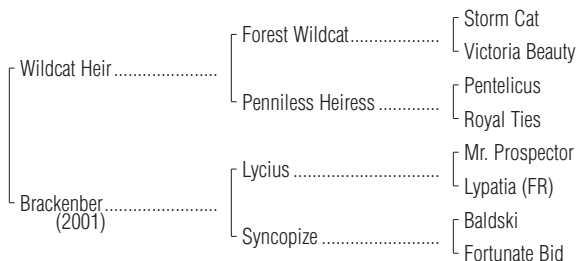 Storm Cat
Forest Wildcat
Victoria Beauty
Wildcat Heir
Pentelicus
Penniless Heiress
Royal Ties
Mr. Prospector
Lycius
Lypatia (FR)
Brackenber
(2001)
Baldski
Syncopize
Fortunate Bid